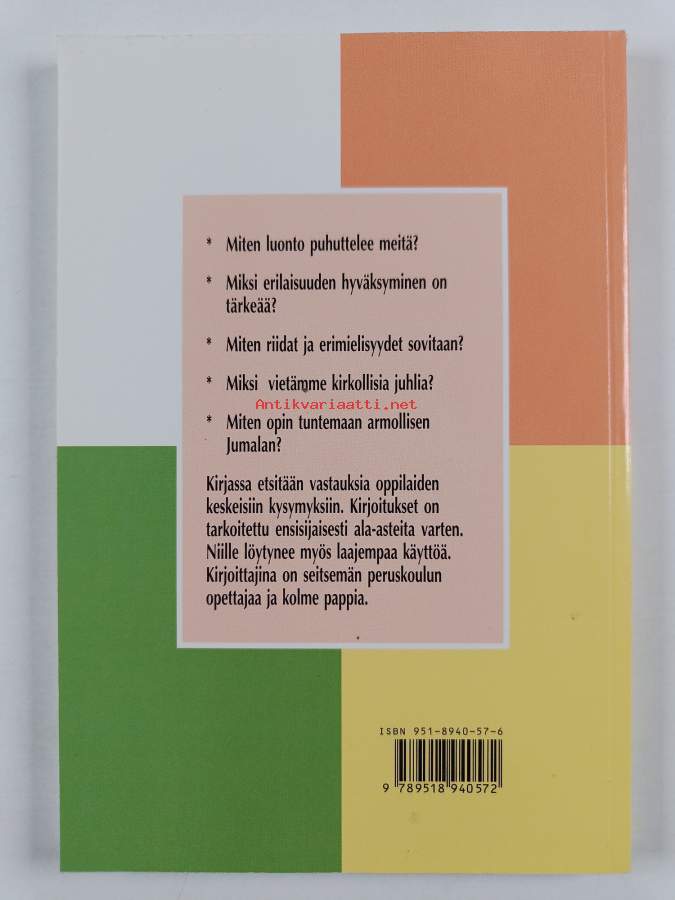 * Miten luonto puhuttelee meitä?
* Miksi erilaisuuden hyväksyminen on
tärkeää?
* Miten riidat ja erimielisyydet sovitaan?
* Miksi vietämme kirkollisia juhlia?
Antikvariaatti.net
* Miten opin tuntemaan armollisen
Jumalan?
Kirjassa etsitään vastauksia oppilaiden
keskeisiin kysymyksiin. Kirjoitukset on
tarkoitettu ensisijaisesti ala-asteita varten.
Niille löytynee myös laajempaa käyttöä.
Kirjoittajina on seitsemän peruskoulun
opettajaa ja kolme pappia.
ISBN 951-8940-57-6
9 789518 940572